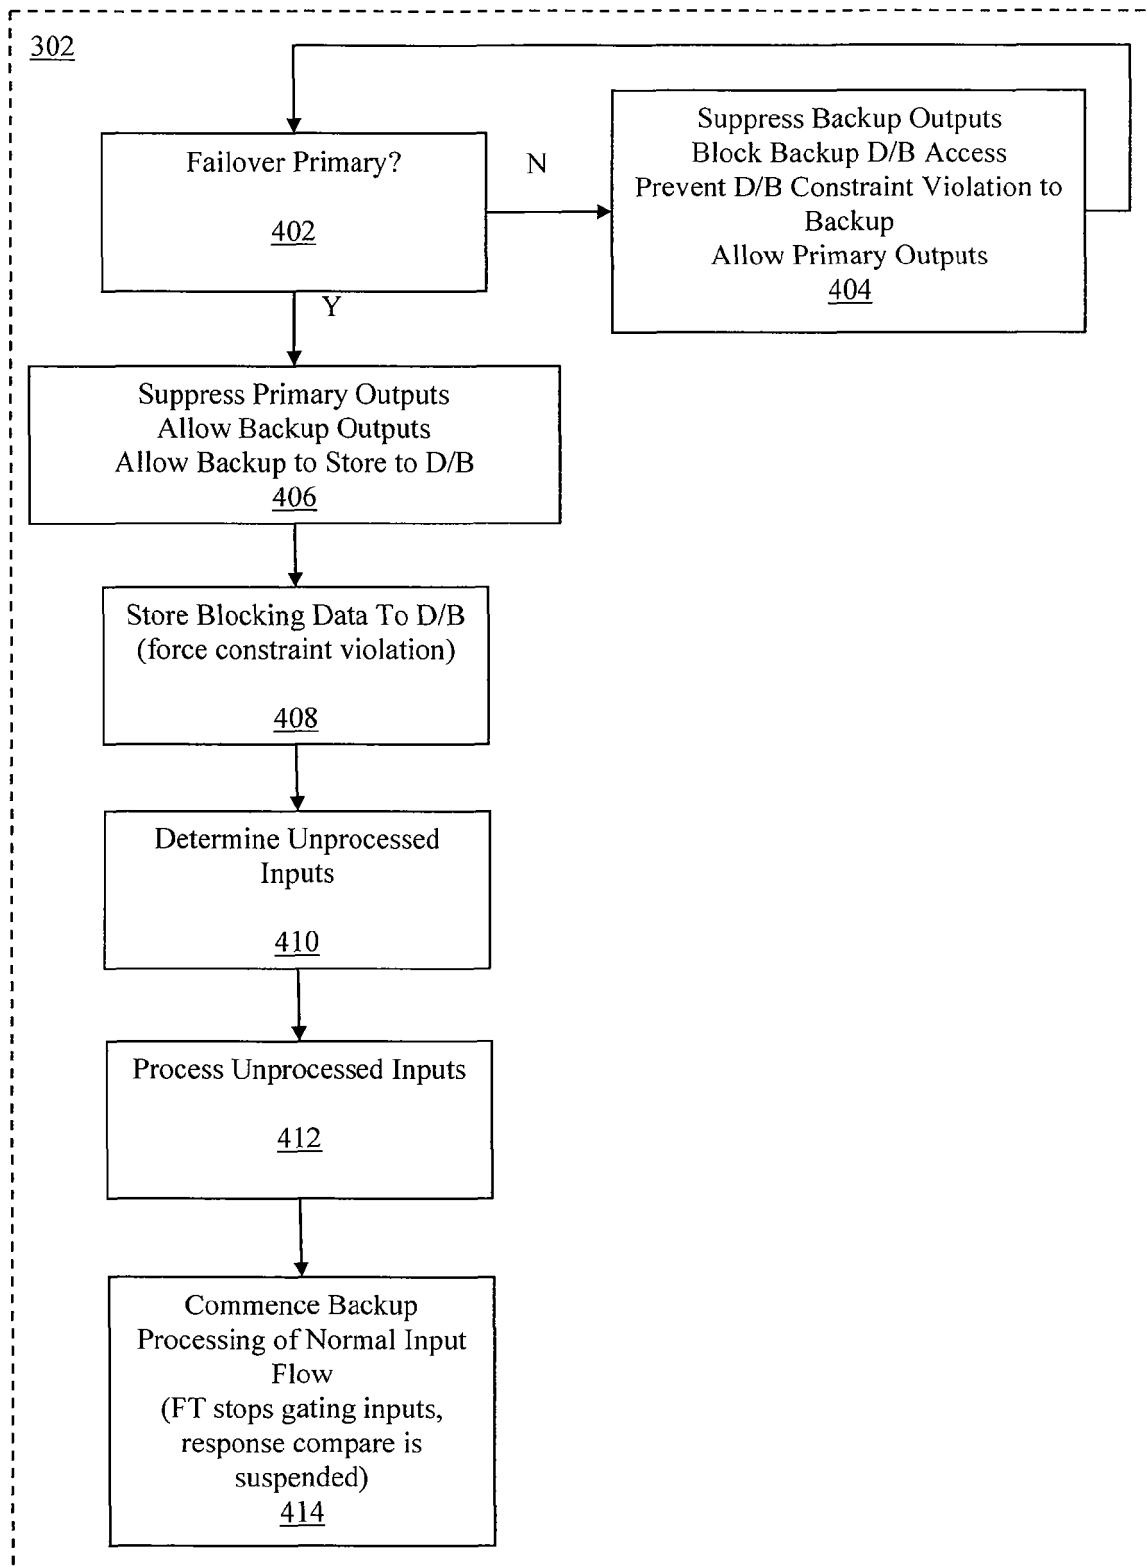 302
Failover Primary?
402
N
Suppress Backup Outputs
Block Backup D/B Access
Prevent D/B Constraint Violation to
Backup
Allow Primary Outputs
404
Y
Suppress Primary Outputs
Allow Backup Outputs
Allow Backup to Store to D/B
406
Store Blocking Data To D/B
(force constraint violation)
408
Determine Unprocessed
Inputs
410
Process Unprocessed Inputs
412
Commence Backup
Processing of Normal Input
Flow
(FT stops gating inputs,
response compare is
suspended)
414